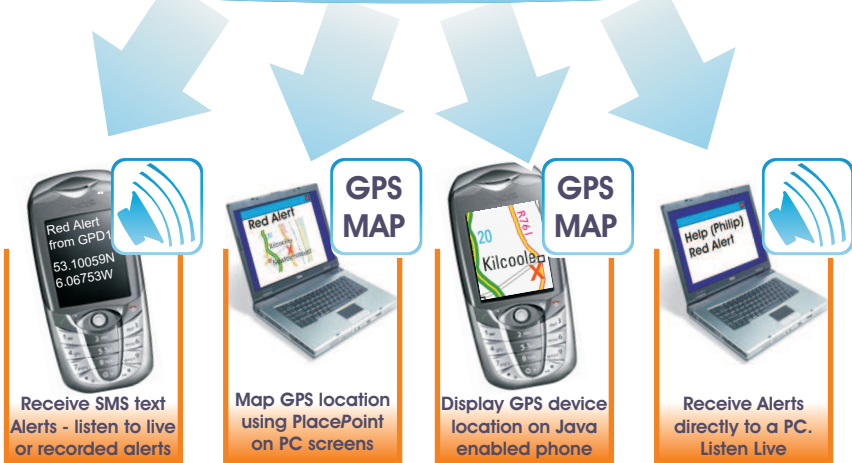 Red Alert
from GPD1
53.10059N
6.06753W
Receive SMS text
Alerts - listen to live
or recorded alerts
GPS
MAP
Red Alert
Kilcoole
Map GPS location
using PlacePoint
on PC screens
GPS
MAP
R761
20
Kilcoole
Display GPS device
location on Java
enabled phone
Help (Philip)
Red Alert
Receive Alerts
directly to a PC.
Listen Live